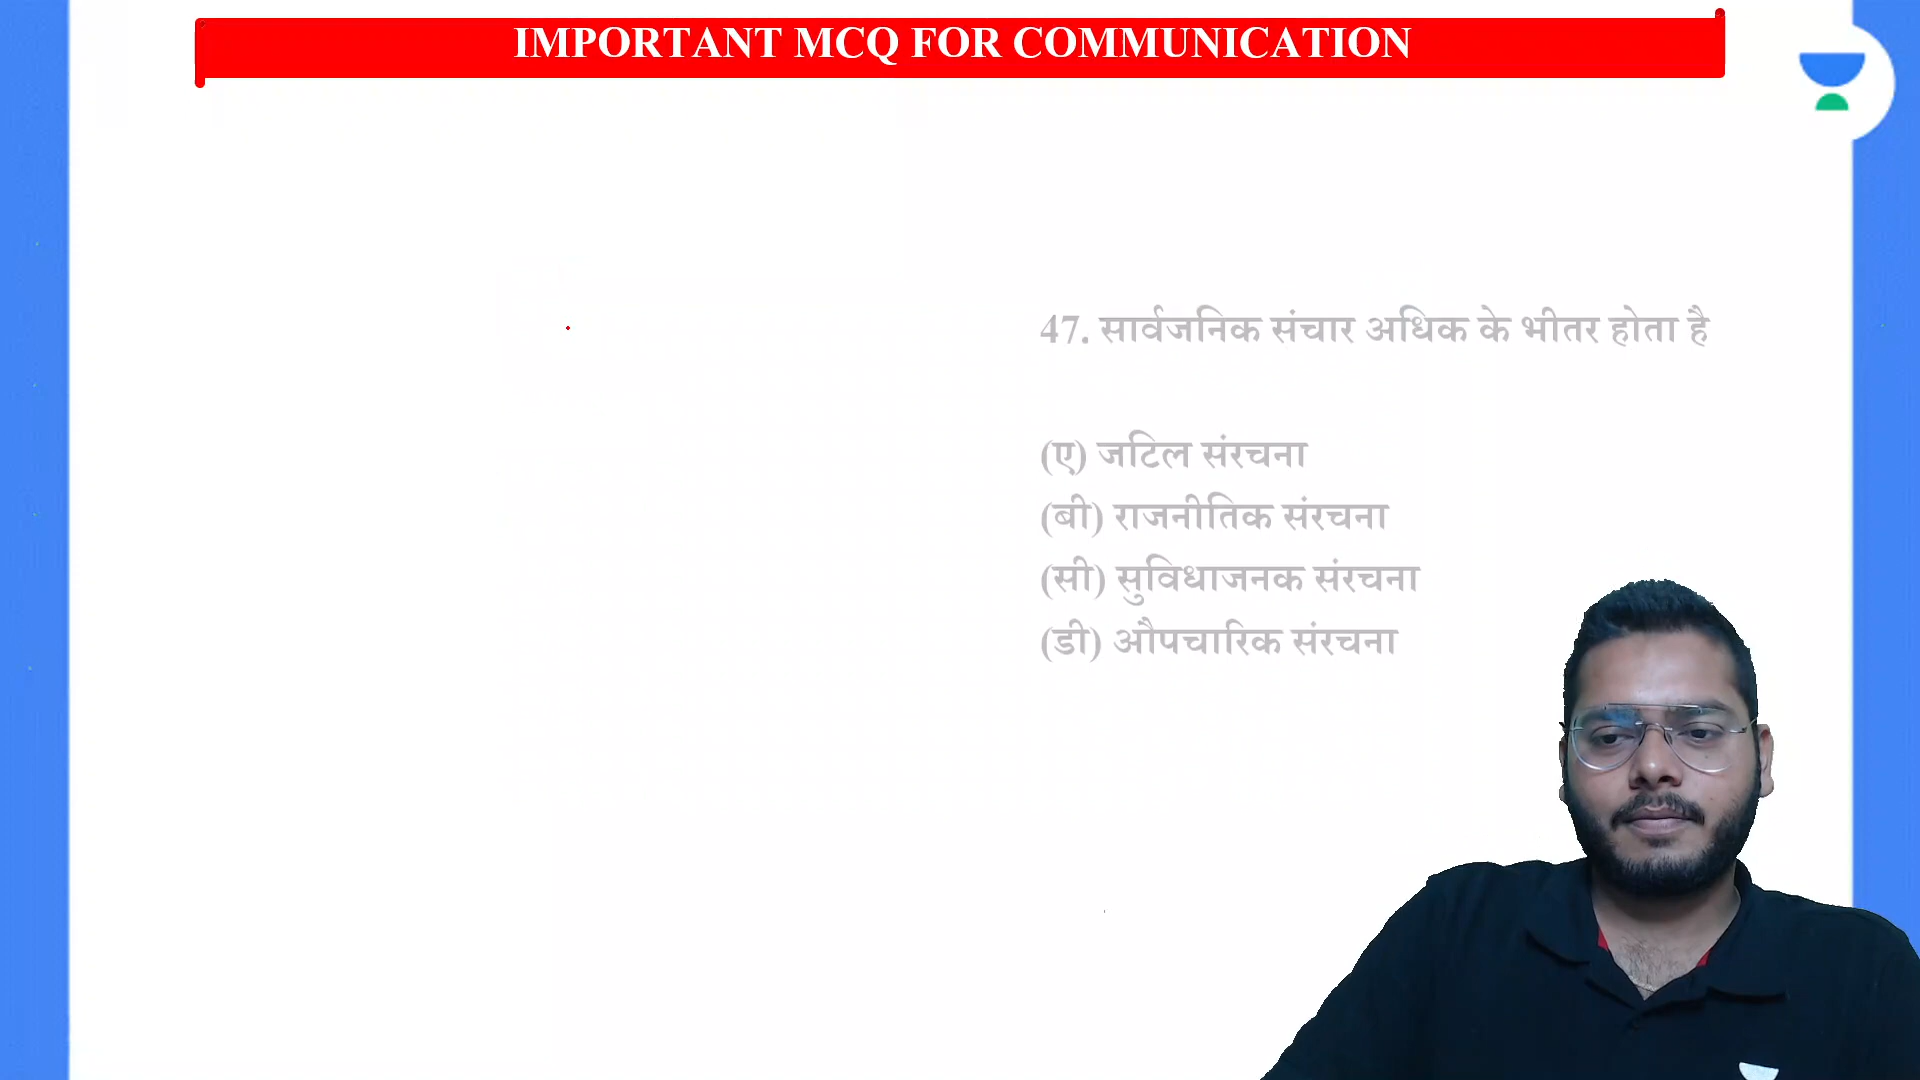 IMPORTANT MCQ FOR COMMUNICATION
47. सार्वजनिक संचार अधिक के भीतर होता है
(ए) जटिल संरचना
(बी) राजनीतिक संरचना
(सी) सुविधाजनक संरचना
(डी) औपचारिक संरचना